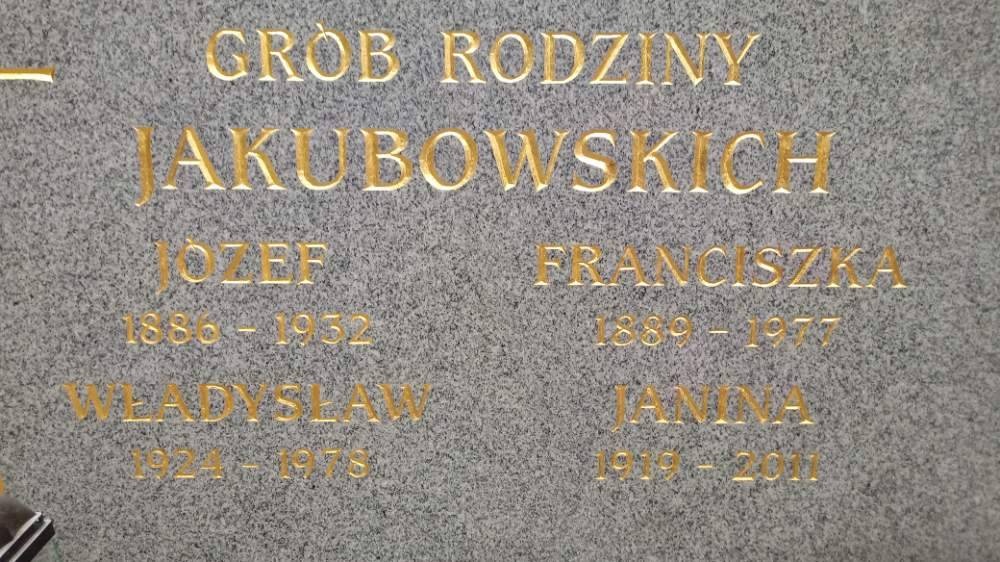 GRÓB RODZINY
JAKUBOWSKICH
JÓZEF FRANCISZKA
1886 - 1932 1889 - 1977
WŁADYSŁAW JANINA
1924 - 1978 1919 - 2011